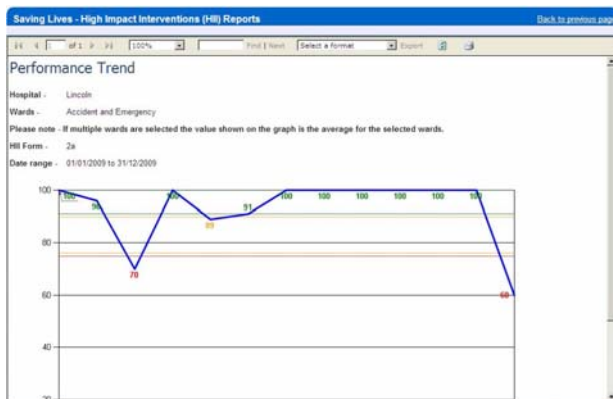 Saving Lives - High Impact Interventions (HII) Reports Back to previous page
1 of 1 100% Find | Next Select a format Export
Performance Trend
Hospital - Lincoln
Wards - Accident and Emergency
Please note - If multiple wards are selected the value shown on the graph is the average for the selected wards.
HII Form - 2a
Date range - 01/01/2009 to 31/12/2009
100 100 96 100 91 100 100 100 100 100 100
89
80
70
60 60
40
20